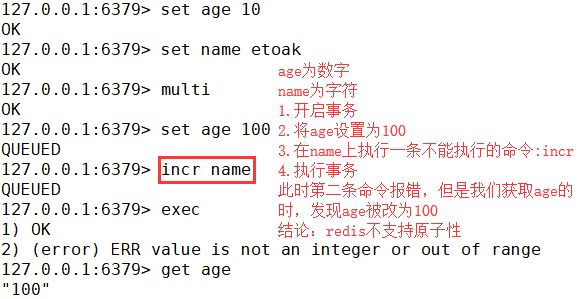 127.0.0.1:6379> set age 10
OK
127.0.0.1:6379> set name etoak
OK
127.0.0.1:6379> multi
OK
127.0.0.1:6379> set age 100
QUEUED
127.0.0.1:6379> incr name
QUEUED
127.0.0.1:6379> exec
1) OK
2) (error) ERR value is not an integer or out of range
127.0.0.1:6379> get age
"100"
age为数字
name为字符
1.开启事务
2.将age设置为100
3.在name上执行一条不能执行的命令:incr
4.执行事务
此时第二条命令报错，但是我们获取age的
时，发现age被改为100
结论：redis不支持原子性